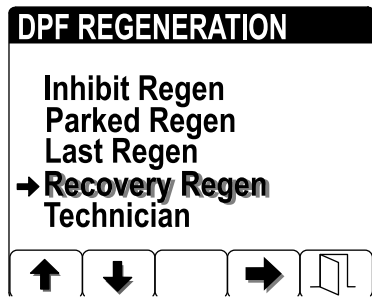 DPF REGENERATION
Inhibit Regen
Parked Regen
Last Regen
Recovery Regen
Technician